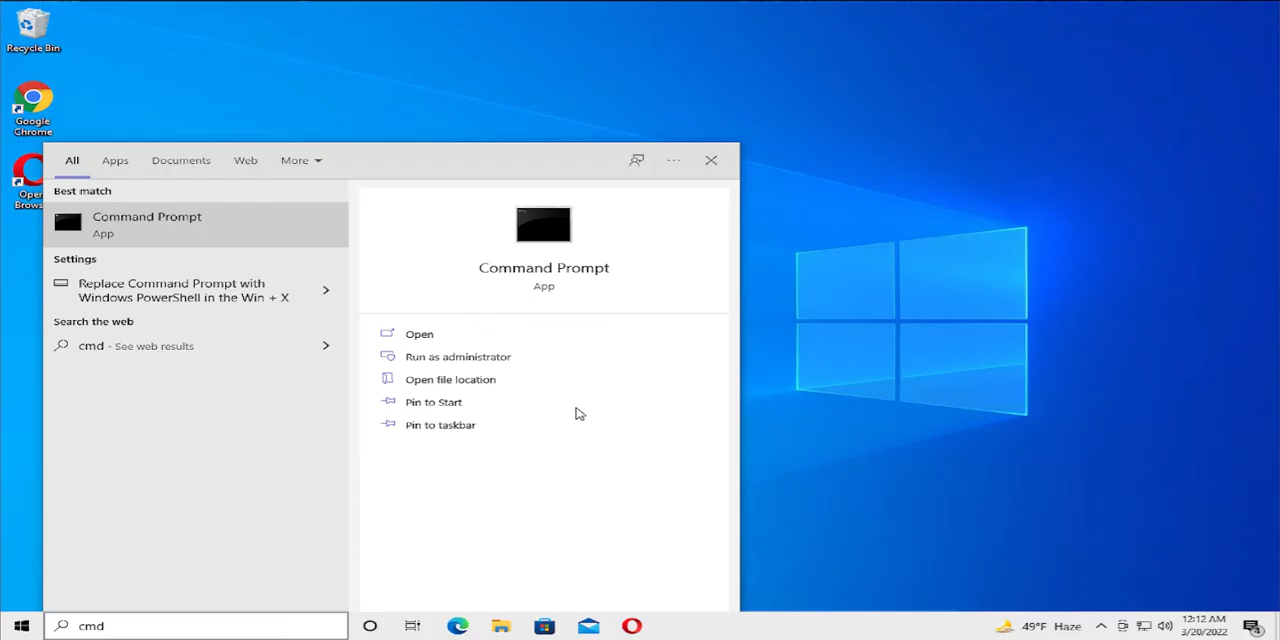 Recycle Bin
Google
Chrome
Opera
Brows
All Apps Documents Web More
Best match
Command Prompt
App
Settings
Replace Command Prompt with
Windows PowerShell in the Win + X
Search the web
cmd - See web results
Command Prompt
App
Open
Run as administrator
Open file location
Pin to Start
Pin to taskbar
cmd
49°F Haze
12:12 AM
3/20/2022
4